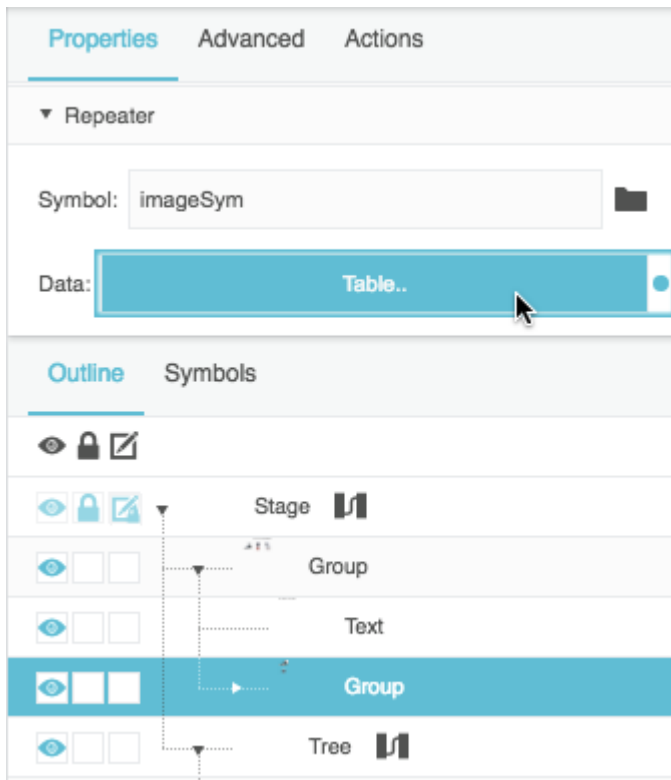 Properties Advanced Actions
Repeater
Symbol: imageSym
Data: Table..
Outline Symbols
Stage
Group
Text
Group
Tree